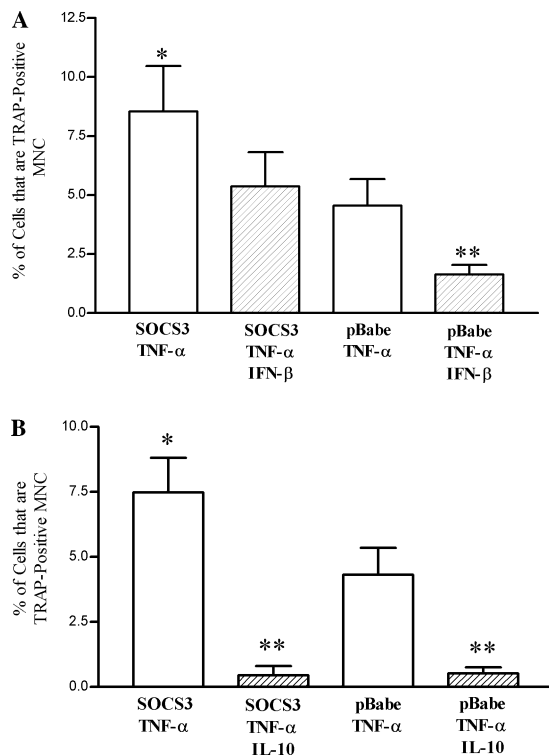 A
% of Cells that are TRAP-Positive
MNC
12.5
10.0
7.5
5.0
2.5
0.0
*
**
SOCS3
TNF-α
SOCS3
TNF-α
IFN-β
pBabe
TNF-α
pBabe
TNF-α
IFN-β
B
% of Cells that are
TRAP-Positive MNC
10.0
7.5
5.0
2.5
0.0
*
**
**
SOCS3
TNF-α
SOCS3
TNF-α
IL-10
pBabe
TNF-α
pBabe
TNF-α
IL-10